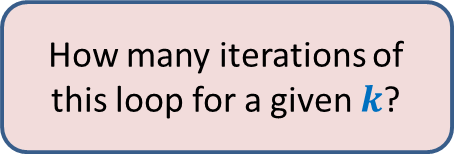 How many iterations of
this loop for a given k?